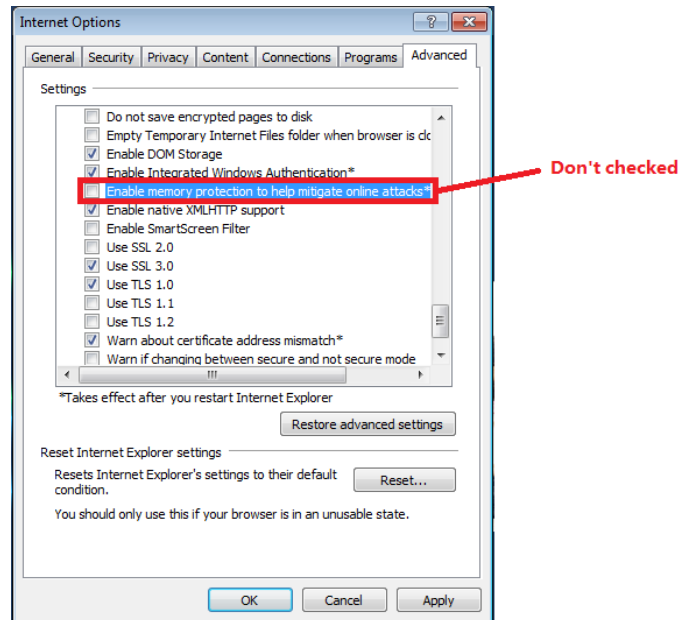 Internet Options
General Security Privacy Content Connections Programs Advanced
Settings
Do not save encrypted pages to disk
Empty Temporary Internet Files folder when browser is clc
Enable DOM Storage
Enable Integrated Windows Authentication*
Enable memory protection to help mitigate online attacks*
Don't checked
Enable native XMLHTTP support
Enable SmartScreen Filter
Use SSL 2.0
Use SSL 3.0
Use TLS 1.0
Use TLS 1.1
Use TLS 1.2
Warn about certificate address mismatch*
Warn if changing between secure and not secure mode
*Takes effect after you restart Internet Explorer
Restore advanced settings
Reset Internet Explorer settings
Resets Internet Explorer's settings to their default
condition.
Reset...
You should only use this if your browser is in an unusable state.
OK Cancel Apply